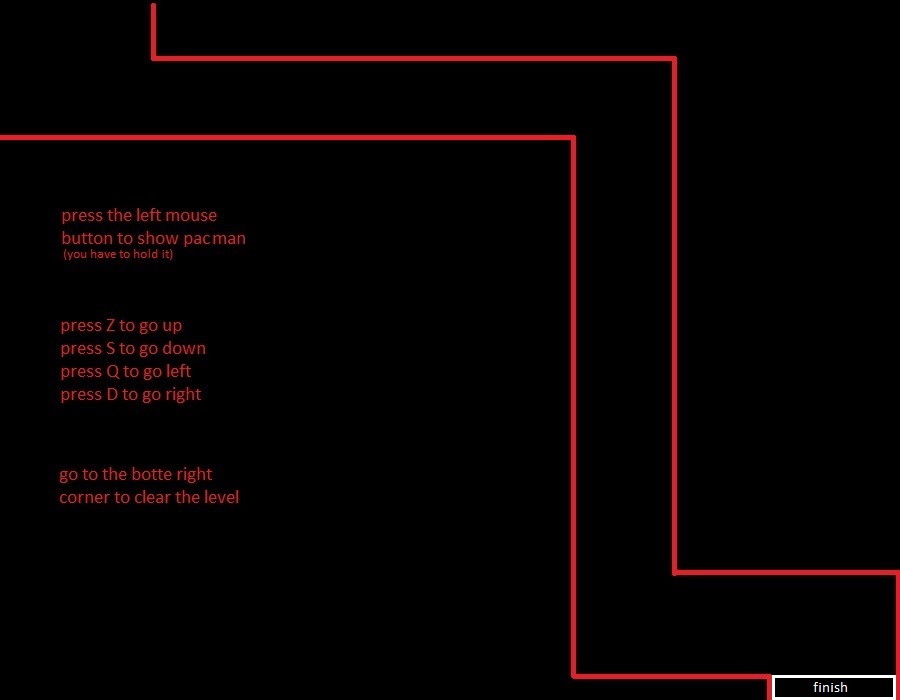 press the left mouse
button to show pacman
(you have to hold it)
press Z to go up
press S to go down
press Q to go left
press D to go right
go to the botte right
corner to clear the level
finish